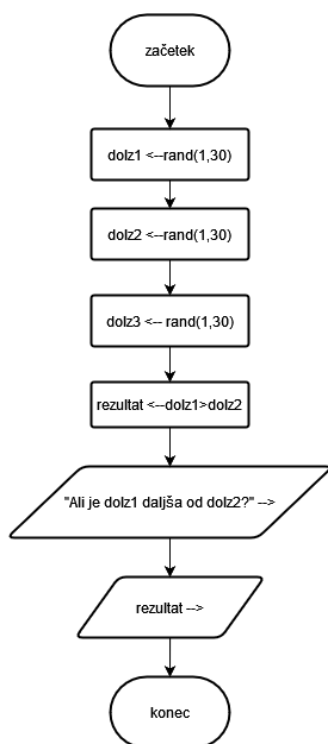 začetek
dolz1 <--rand(1,30)
dolz2 <--rand(1,30)
dolz3 <-- rand(1,30)
rezultat <--dolz1>dolz2
"Ali je dolz1 daljša od dolz2?" -->
rezultat -->
konec